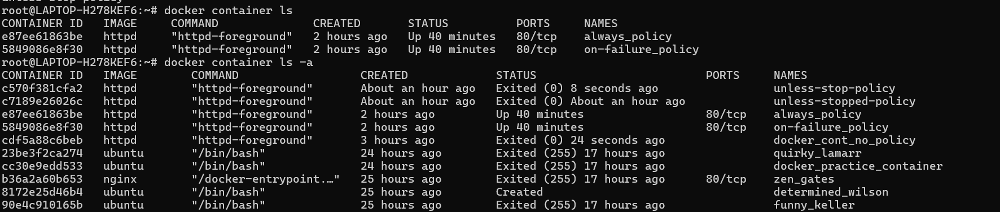 unless-stop-policy
root@LAPTOP-H278KEF6:~# docker container ls
CONTAINER ID   IMAGE     COMMAND              CREATED       STATUS          PORTS     NAMES
e87ee61863be   httpd     "httpd-foreground"   2 hours ago   Up 40 minutes   80/tcp    always_policy
5849086e8f30   httpd     "httpd-foreground"   2 hours ago   Up 40 minutes   80/tcp    on-failure_policy
root@LAPTOP-H278KEF6:~# docker container ls -a
CONTAINER ID   IMAGE        COMMAND                  CREATED             STATUS                         PORTS     NAMES
c570f381cfa2   httpd        "httpd-foreground"       About an hour ago   Exited (0) 8 seconds ago                 unless-stop-policy
c7189e26026c   httpd        "httpd-foreground"       About an hour ago   Exited (0) About an hour ago             unless-stopped-policy
e87ee61863be   httpd        "httpd-foreground"       2 hours ago         Up 40 minutes                  80/tcp    always_policy
5849086e8f30   httpd        "httpd-foreground"       2 hours ago         Up 40 minutes                  80/tcp    on-failure_policy
cdf5a88c6beb   httpd        "httpd-foreground"       3 hours ago         Exited (0) 24 seconds ago                docker_cont_no_policy
23be3f2ca274   ubuntu       "/bin/bash"              24 hours ago        Exited (255) 17 hours ago                quirky_lamarr
cc30e9edd533   ubuntu       "/bin/bash"              24 hours ago        Exited (255) 17 hours ago                docker_practice_container
b36a2a60b653   nginx        "/docker-entrypoint.…"   25 hours ago        Exited (255) 17 hours ago      80/tcp    zen_gates
8172e25d46b4   ubuntu       "/bin/bash"              25 hours ago        Created                                  determined_wilson
90e4c910165b   ubuntu       "/bin/bash"              25 hours ago        Exited (255) 17 hours ago                funny_keller